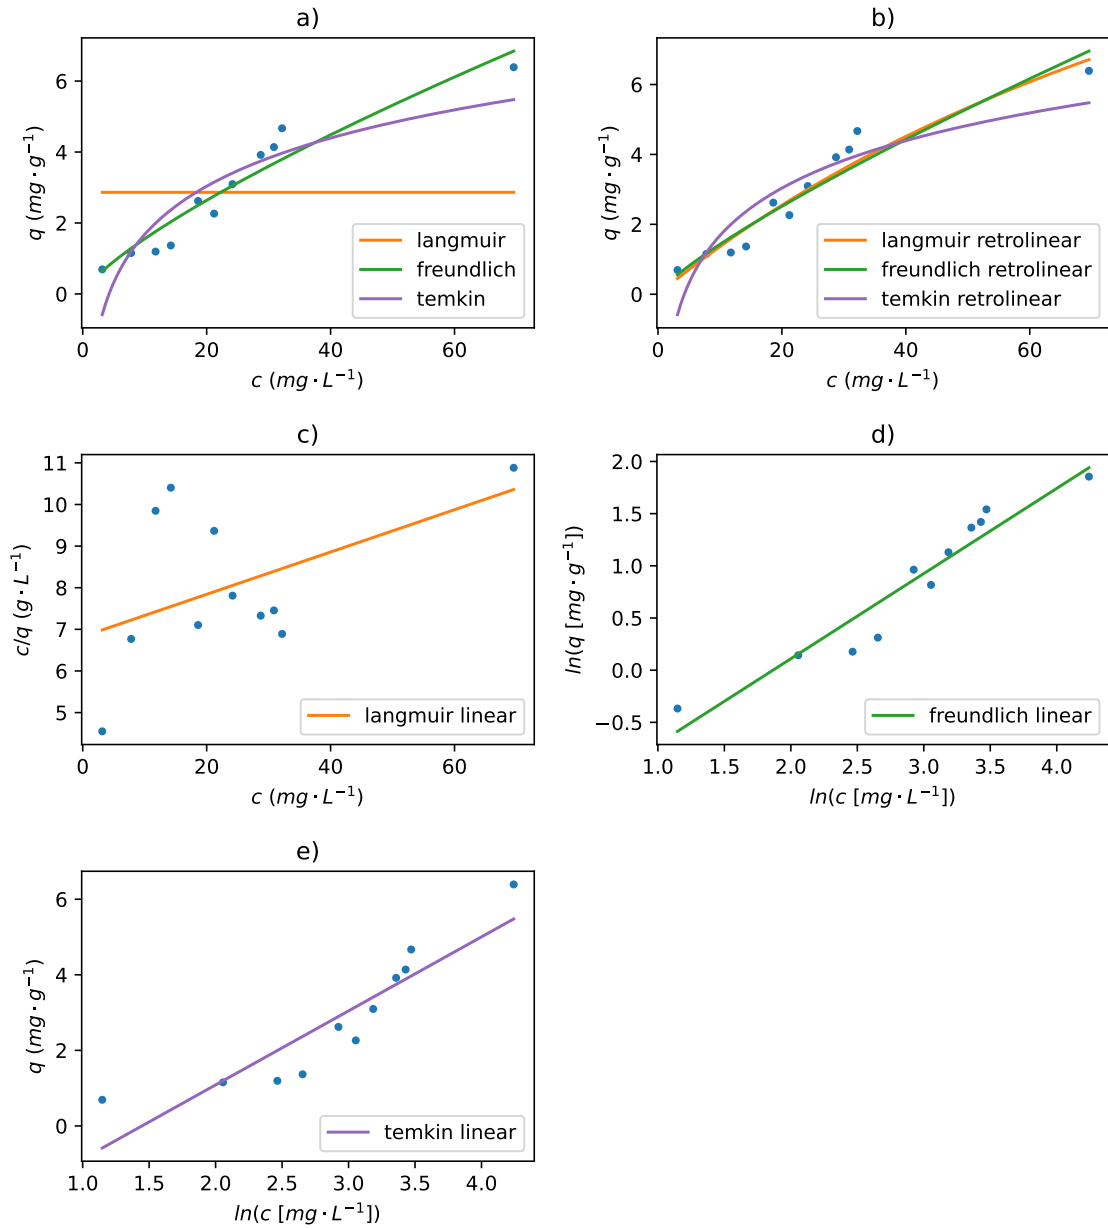 a)
q (mg · g⁻¹)
6
4
2
0
0 20 40 60
c (mg · L⁻¹)
langmuir
freundlich
temkin
b)
q (mg · g⁻¹)
6
4
2
0
0 20 40 60
c (mg · L⁻¹)
langmuir retrolinear
freundlich retrolinear
temkin retrolinear
c)
c/q (g · L⁻¹)
11
10
9
8
7
6
5
0 20 40 60
c (mg · L⁻¹)
langmuir linear
d)
ln(q [mg · g⁻¹])
2.0
1.5
1.0
0.5
0.0
−0.5
1.0 1.5 2.0 2.5 3.0 3.5 4.0
ln(c [mg · L⁻¹])
freundlich linear
e)
q (mg · g⁻¹)
6
4
2
0
1.0 1.5 2.0 2.5 3.0 3.5 4.0
ln(c [mg · L⁻¹])
temkin linear